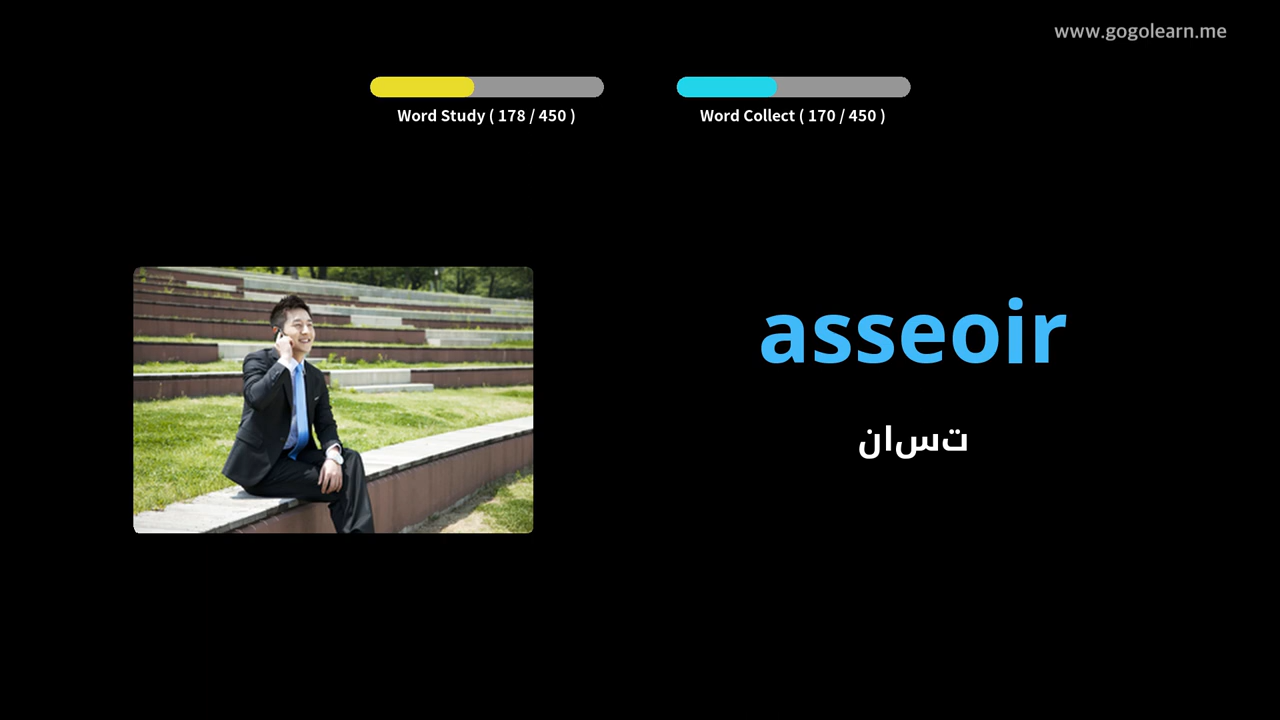 www.gogolearn.me
Word Study ( 178 / 450 )
Word Collect ( 170 / 450 )
asseoir
تسان